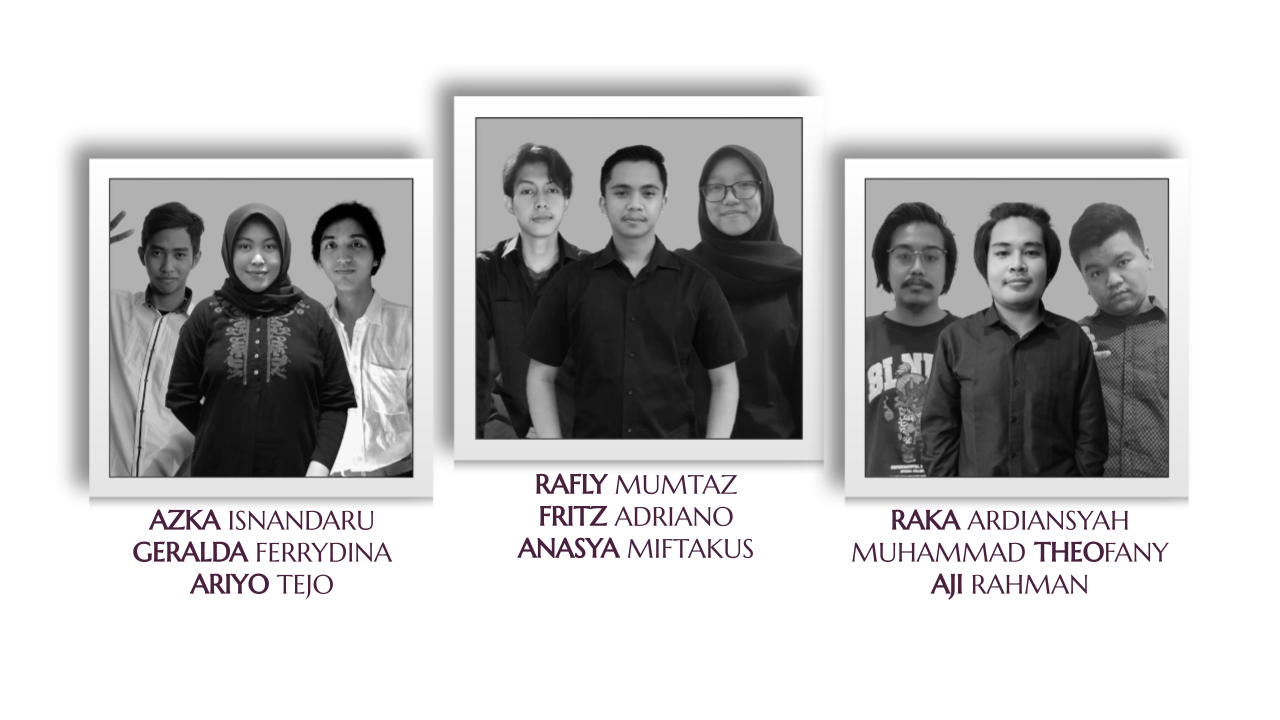 AZKA ISNANDARU
GERALDA FERRYDINA
ARIYO TEJO
RAFLY MUMTAZ
FRITZ ADRIANO
ANASYA MIFTAKUS
RAKA ARDIANSYAH
MUHAMMAD THEOFANY
AJI RAHMAN